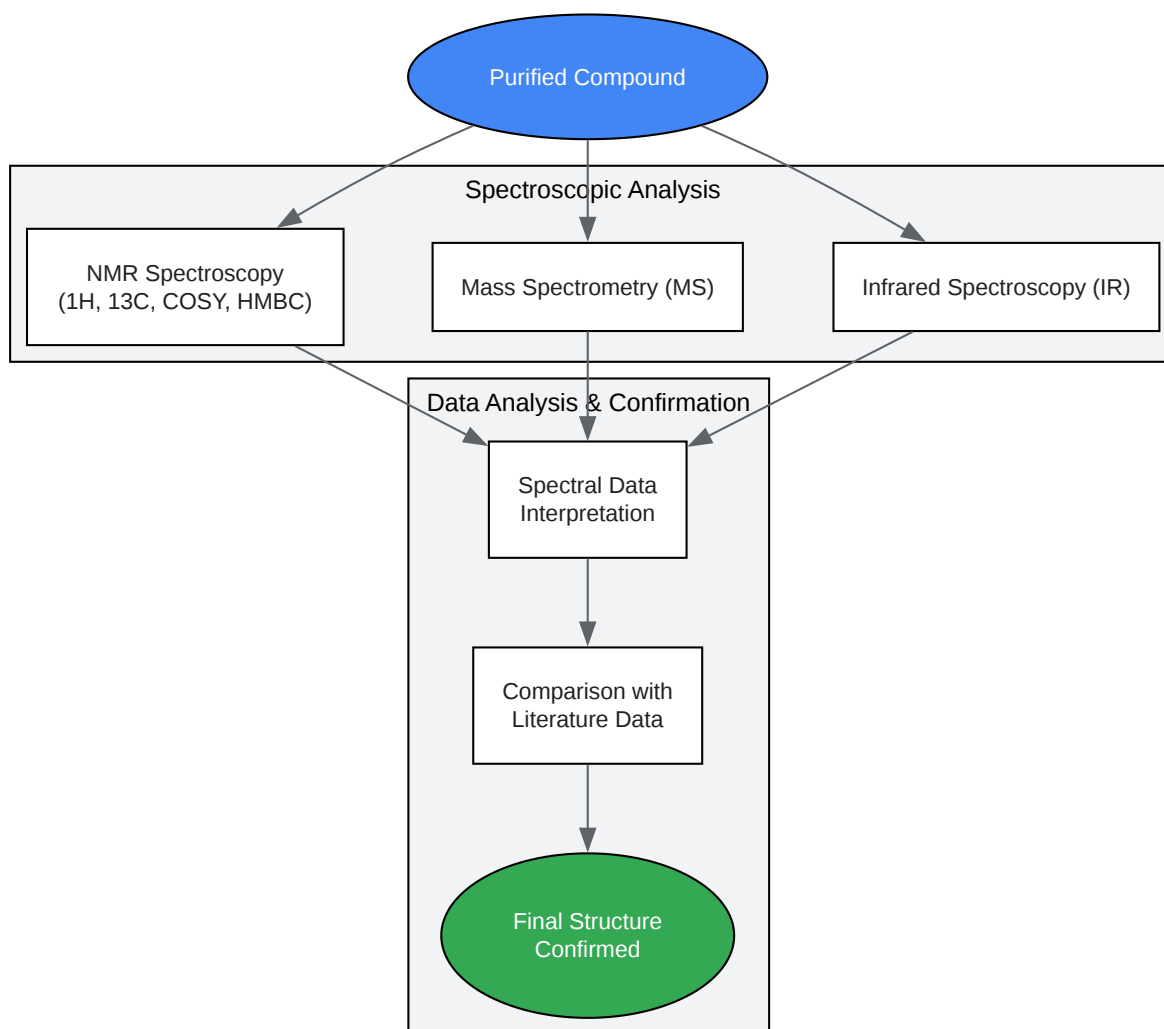 Purified Compound
Spectroscopic Analysis
NMR Spectroscopy
(1H, 13C, COSY, HMBC)
Mass Spectrometry (MS)
Infrared Spectroscopy (IR)
Data Analysis & Confirmation
Spectral Data
Interpretation
Comparison with
Literature Data
Final Structure
Confirmed